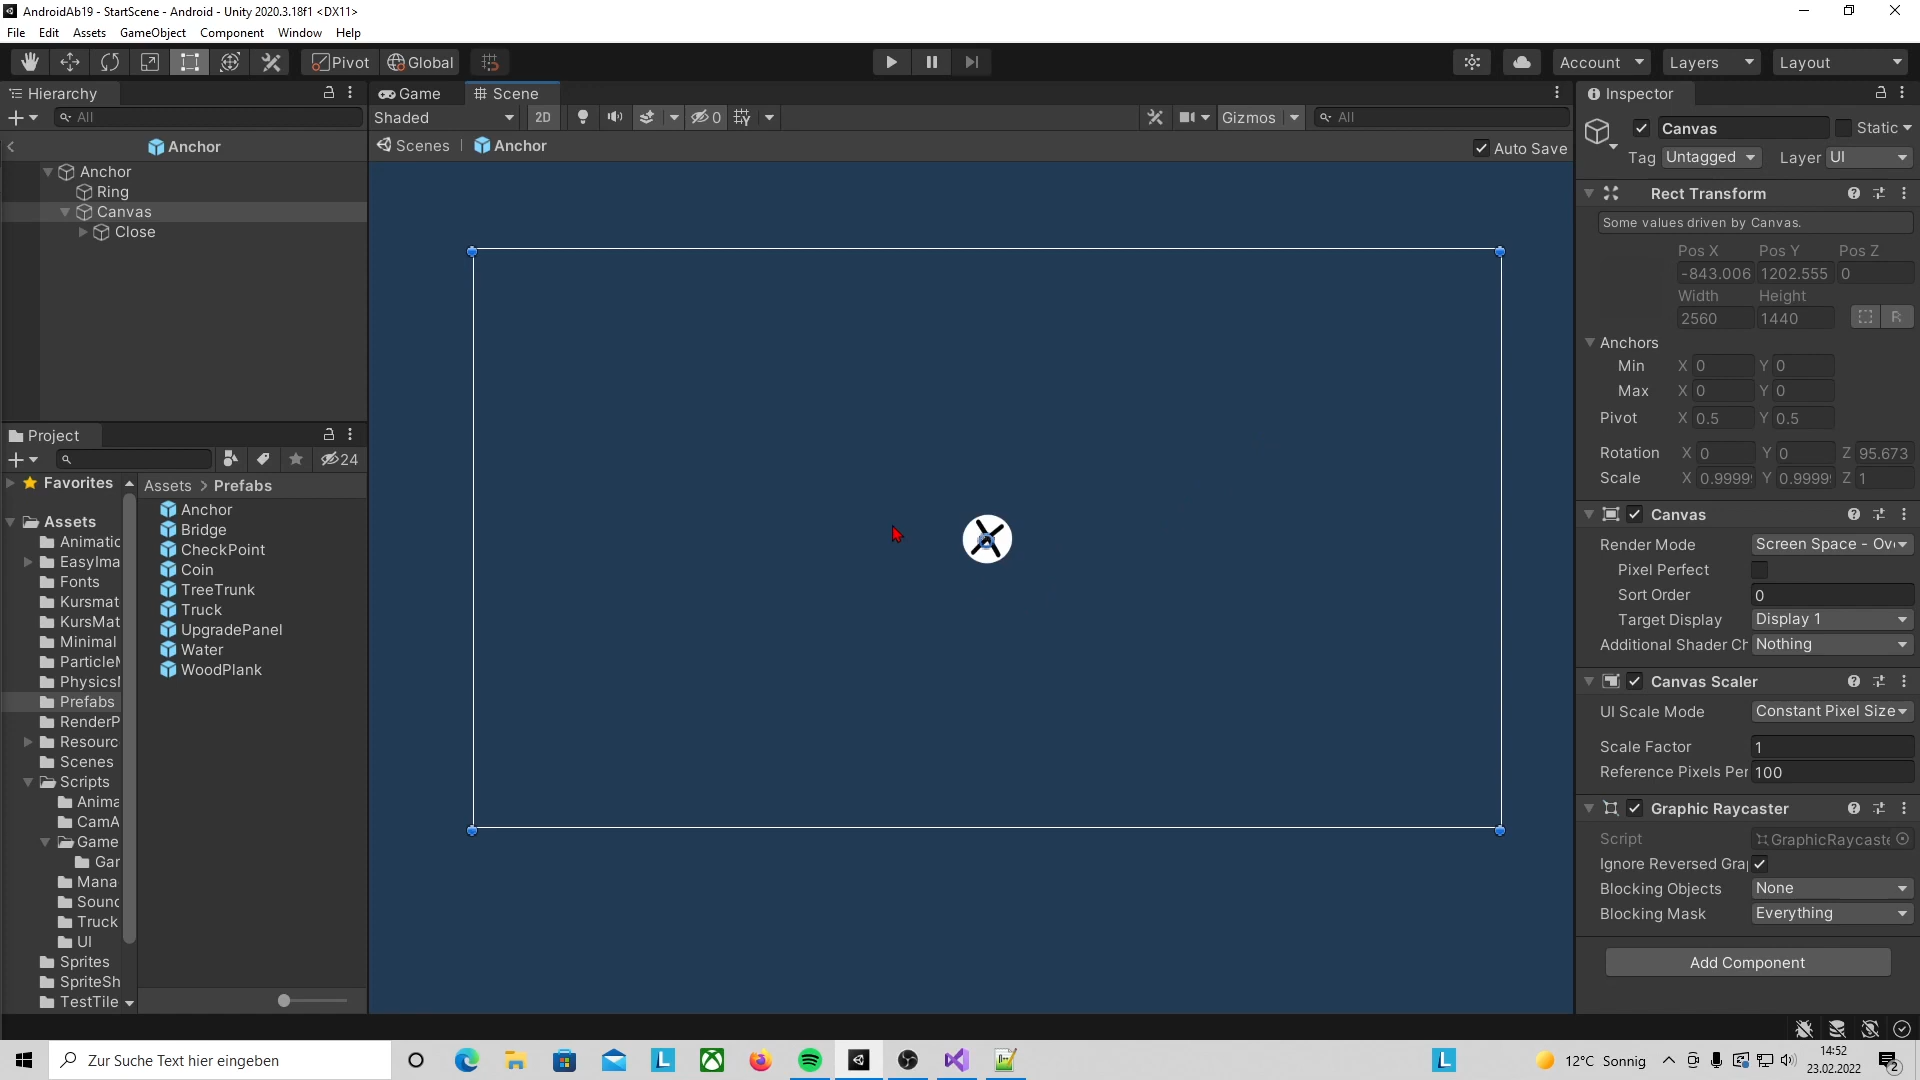 AndroidAb19 - StartScene - Android - Unity 2020.3.18f1 <DX11>
File Edit Assets GameObject Component Window Help
Pivot Global Account Layers Layout
Hierarchy
All
Anchor
Anchor
Ring
Canvas
Close
Project
24
Favorites
Assets
Animatic
EasyIma
Fonts
Kursmat
KursMat
Minimal
ParticleM
Physics
Prefabs
RenderP
Resourc
Scenes
Scripts
Anima
CamA
Game
Gar
Mana
Sound
Truck
UI
Sprites
SpriteSh
TestTile
Assets > Prefabs
Anchor
Bridge
CheckPoint
Coin
TreeTrunk
Truck
UpgradePanel
Water
WoodPlank
Game Scene
Shaded 2D 0 Gizmos All
Scenes Anchor Auto Save
Inspector
Canvas Static
Tag Untagged Layer UI
Rect Transform
Some values driven by Canvas.
Pos X Pos Y Pos Z
-843.006 1202.555 0
Width Height
2560 1440 R
Anchors
Min X 0 Y 0
Max X 0 Y 0
Pivot X 0.5 Y 0.5
Rotation X 0 Y 0 Z 95.673
Scale X 0.9999 Y 0.9999 Z 1
Canvas
Render Mode Screen Space - Ov
Pixel Perfect
Sort Order 0
Target Display Display 1
Additional Shader Ch Nothing
Canvas Scaler
UI Scale Mode Constant Pixel Size
Scale Factor 1
Reference Pixels Per 100
Graphic Raycaster
Script GraphicRaycaste
Ignore Reversed Gra
Blocking Objects None
Blocking Mask Everything
Add Component
Zur Suche Text hier eingeben
L
L
12°C Sonnig
14:52
23.02.2022
2